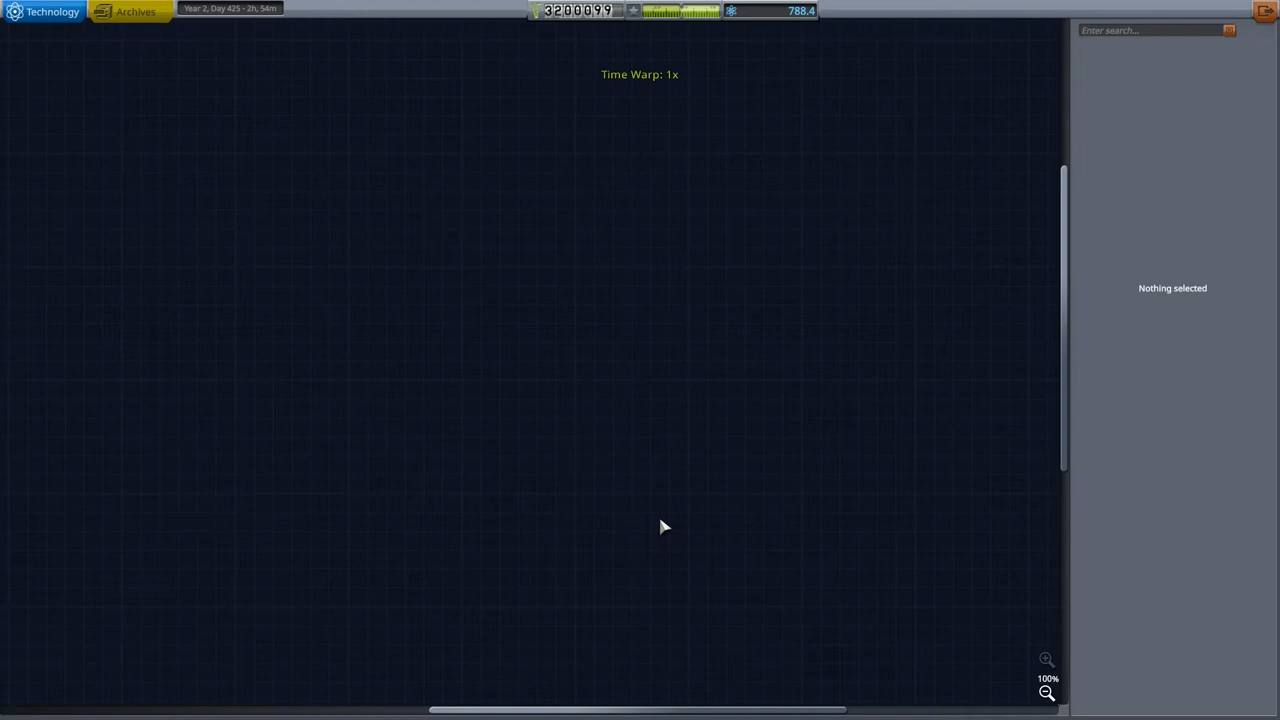 Technology
Archives
Year 2, Day 425 - 2h, 54m
3200099
788.4
Enter search...
Time Warp: 1x
Nothing selected
100%